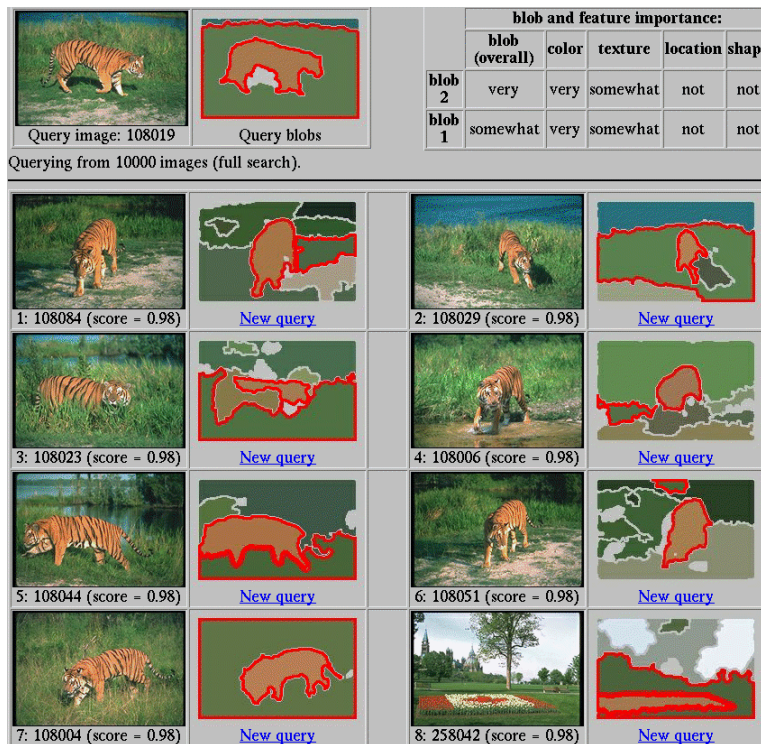 blob and feature importance:
blob (overall) color texture location shap
blob 2 very very somewhat not not
blob 1 somewhat very somewhat not not
Query image: 108019 Query blobs
Querying from 10000 images (full search).
1: 108084 (score = 0.98) New query 2: 108029 (score = 0.98) New query
3: 108023 (score = 0.98) New query 4: 108006 (score = 0.98) New query
5: 108044 (score = 0.98) New query 6: 108051 (score = 0.98) New query
7: 108004 (score = 0.98) New query 8: 258042 (score = 0.98) New query